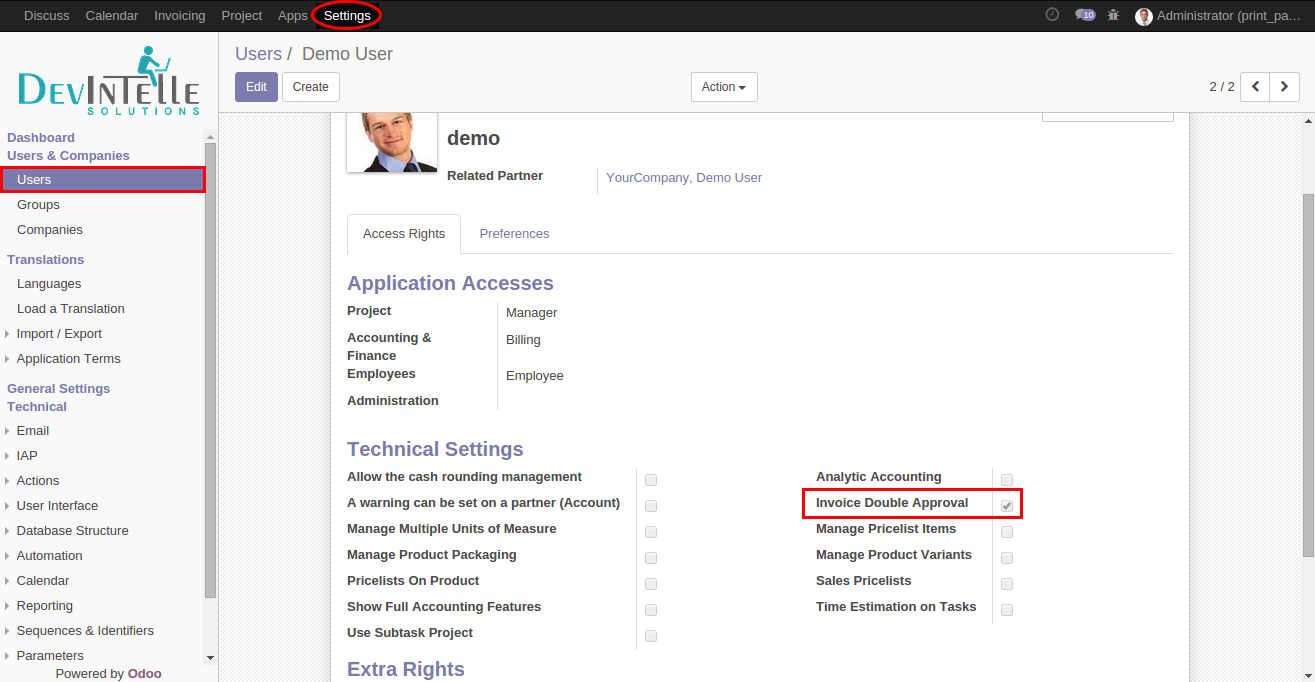 Discuss Calendar Invoicing Project Apps Settings 10 Administrator (print_pa…
DEVINTELLE
SOLUTIONS
Dashboard
Users & Companies
Users
Groups
Companies
Translations
Languages
Load a Translation
Import / Export
Application Terms
General Settings
Technical
Email
IAP
Actions
User Interface
Database Structure
Automation
Calendar
Reporting
Sequences & Identifiers
Parameters
Powered by Odoo
Users / Demo User
Edit Create Action 2 / 2
demo
Related Partner YourCompany, Demo User
Access Rights Preferences
Application Accesses
Project Manager
Accounting & Billing
Finance
Employees Employee
Administration
Technical Settings
Allow the cash rounding management Analytic Accounting
A warning can be set on a partner (Account) Invoice Double Approval
Manage Multiple Units of Measure Manage Pricelist Items
Manage Product Packaging Manage Product Variants
Pricelists On Product Sales Pricelists
Show Full Accounting Features Time Estimation on Tasks
Use Subtask Project
Extra Rights